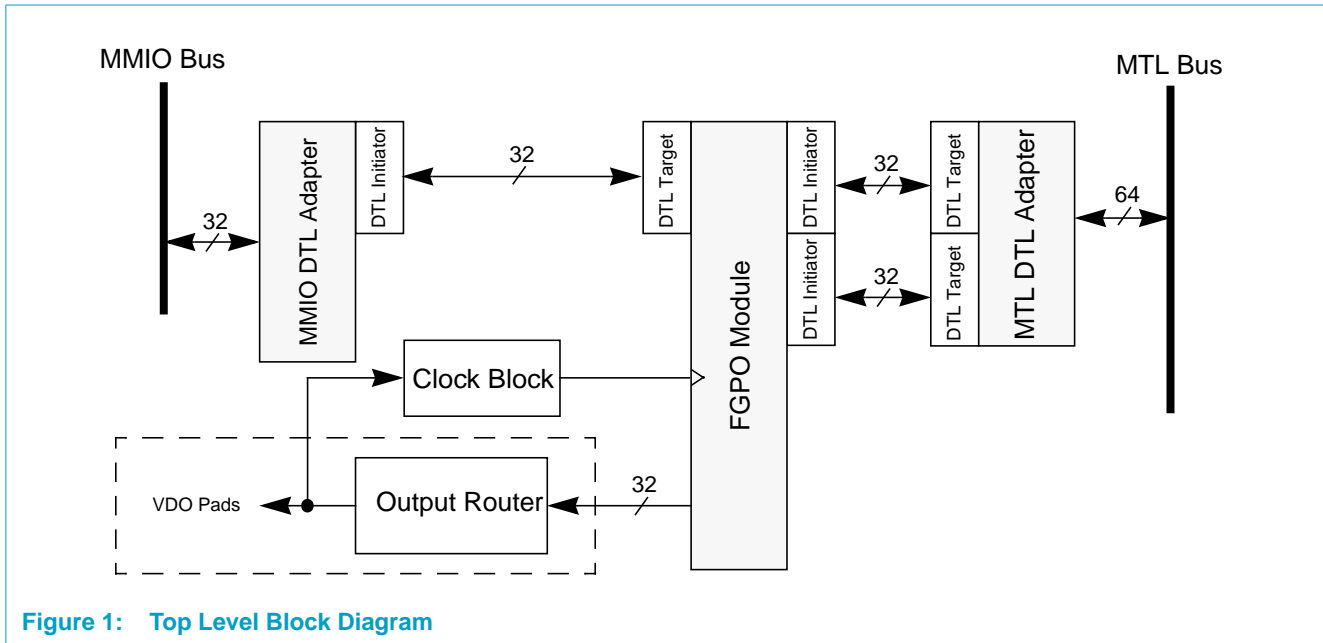 MMIO Bus
MTL Bus
MMIO DTL Adapter
DTL Initiator
32
32
DTL Target
FGPO Module
DTL Initiator
DTL Initiator
32
32
DTL Target
DTL Target
MTL DTL Adapter
64
Clock Block
VDO Pads
Output Router
32
Figure 1: Top Level Block Diagram